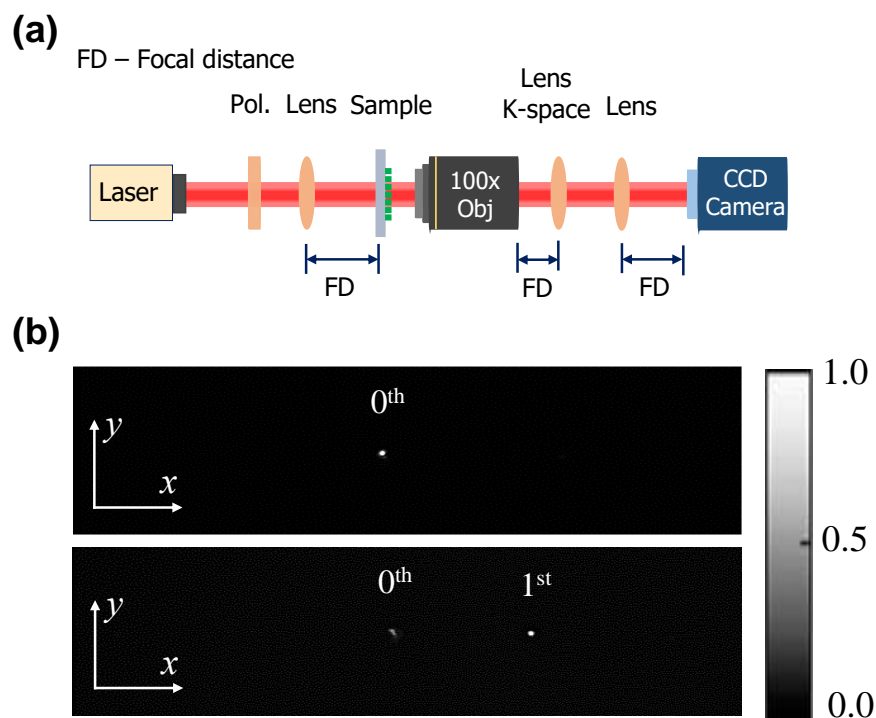 (a)
FD – Focal distance
Pol.
Lens
Sample
Lens
K-space
Lens
Laser
100x
Obj
CCD
Camera
FD
FD
FD
(b)
0th
y
x
0th
1st
y
x
1.0
0.5
0.0